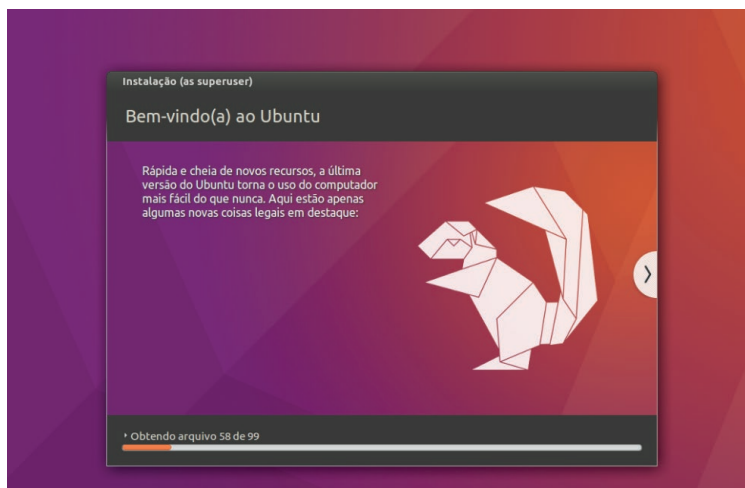 Instalação (as superuser)
Bem-vindo(a) ao Ubuntu
Rápida e cheia de novos recursos, a última
versão do Ubuntu torna o uso do computador
mais fácil do que nunca. Aqui estão apenas
algumas novas coisas legais em destaque:
Obtendo arquivo 58 de 99